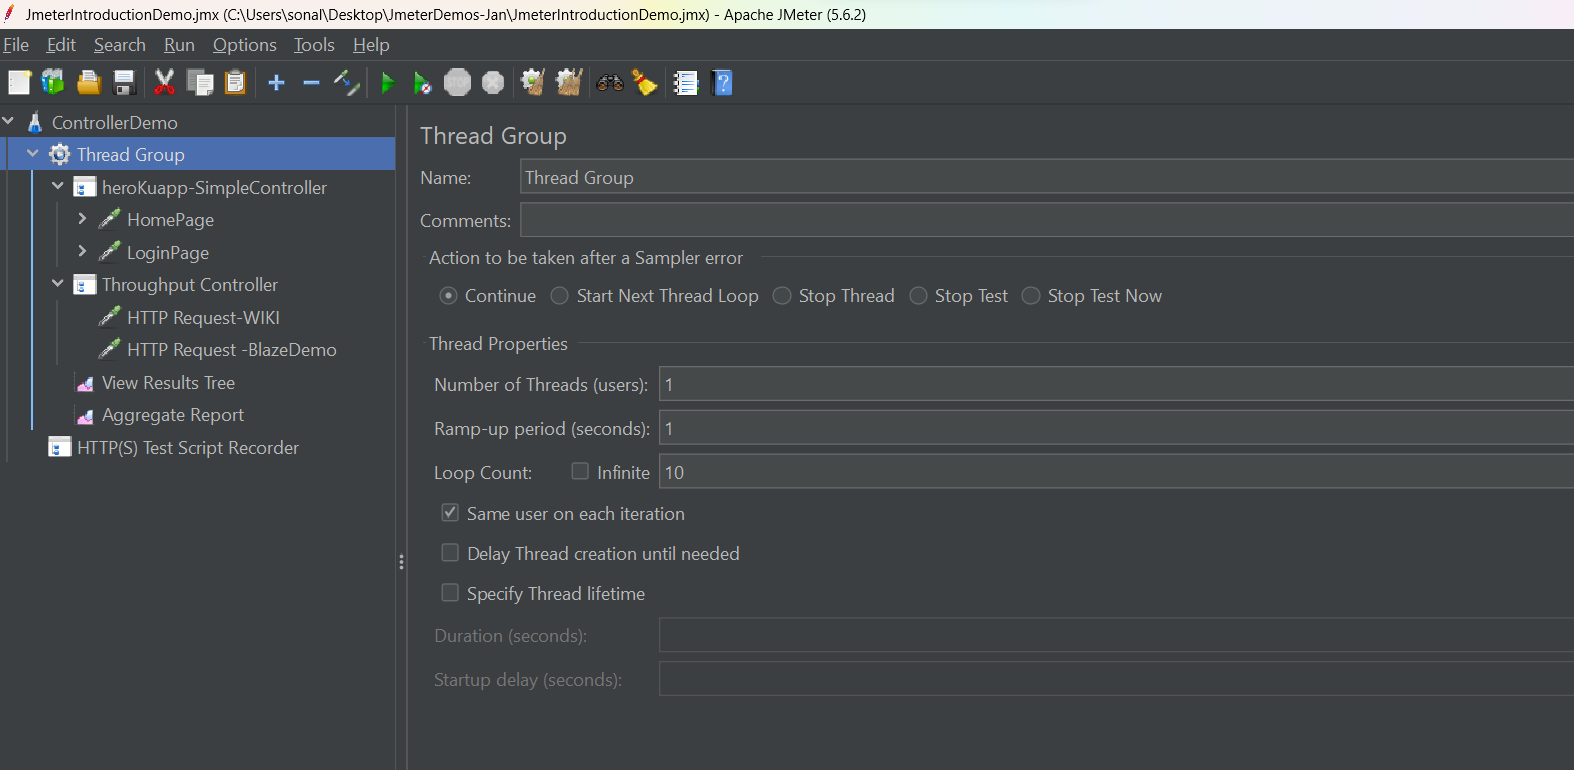 JmeterIntroductionDemo.jmx (C:\Users\sonal\Desktop\JmeterDemos-Jan\JmeterIntroductionDemo.jmx) - Apache JMeter (5.6.2)
File Edit Search Run Options Tools Help
STOP
?
ControllerDemo
Thread Group
heroKuapp-SimpleController
HomePage
LoginPage
Throughput Controller
HTTP Request-WIKI
HTTP Request -BlazeDemo
View Results Tree
Aggregate Report
HTTP(S) Test Script Recorder
Thread Group
Name: Thread Group
Comments:
Action to be taken after a Sampler error
Continue Start Next Thread Loop Stop Thread Stop Test Stop Test Now
Thread Properties
Number of Threads (users): 1
Ramp-up period (seconds): 1
Loop Count: Infinite 10
Same user on each iteration
Delay Thread creation until needed
Specify Thread lifetime
Duration (seconds):
Startup delay (seconds):